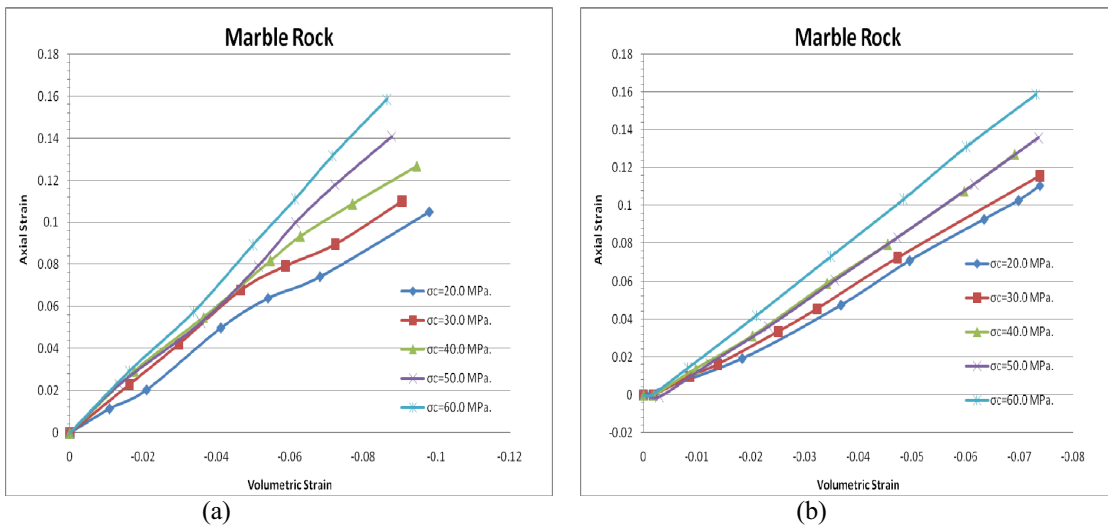 Marble Rock
0.18
0.16
0.14
0.12
0.1
0.08
0.06
0.04
0.02
0
Axial Strain
0 -0.02 -0.04 -0.06 -0.08 -0.1 -0.12
Volumetric Strain
σc=20.0 MPa.
σc=30.0 MPa.
σc=40.0 MPa.
σc=50.0 MPa.
σc=60.0 MPa.
(a)
Marble Rock
0.18
0.16
0.14
0.12
0.1
0.08
0.06
0.04
0.02
0
-0.02
Axial Strain
0 -0.01 -0.02 -0.03 -0.04 -0.05 -0.06 -0.07 -0.08
Volumetric Strain
σc=20.0 MPa.
σc=30.0 MPa.
σc=40.0 MPa.
σc=50.0 MPa.
σc=60.0 MPa.
(b)